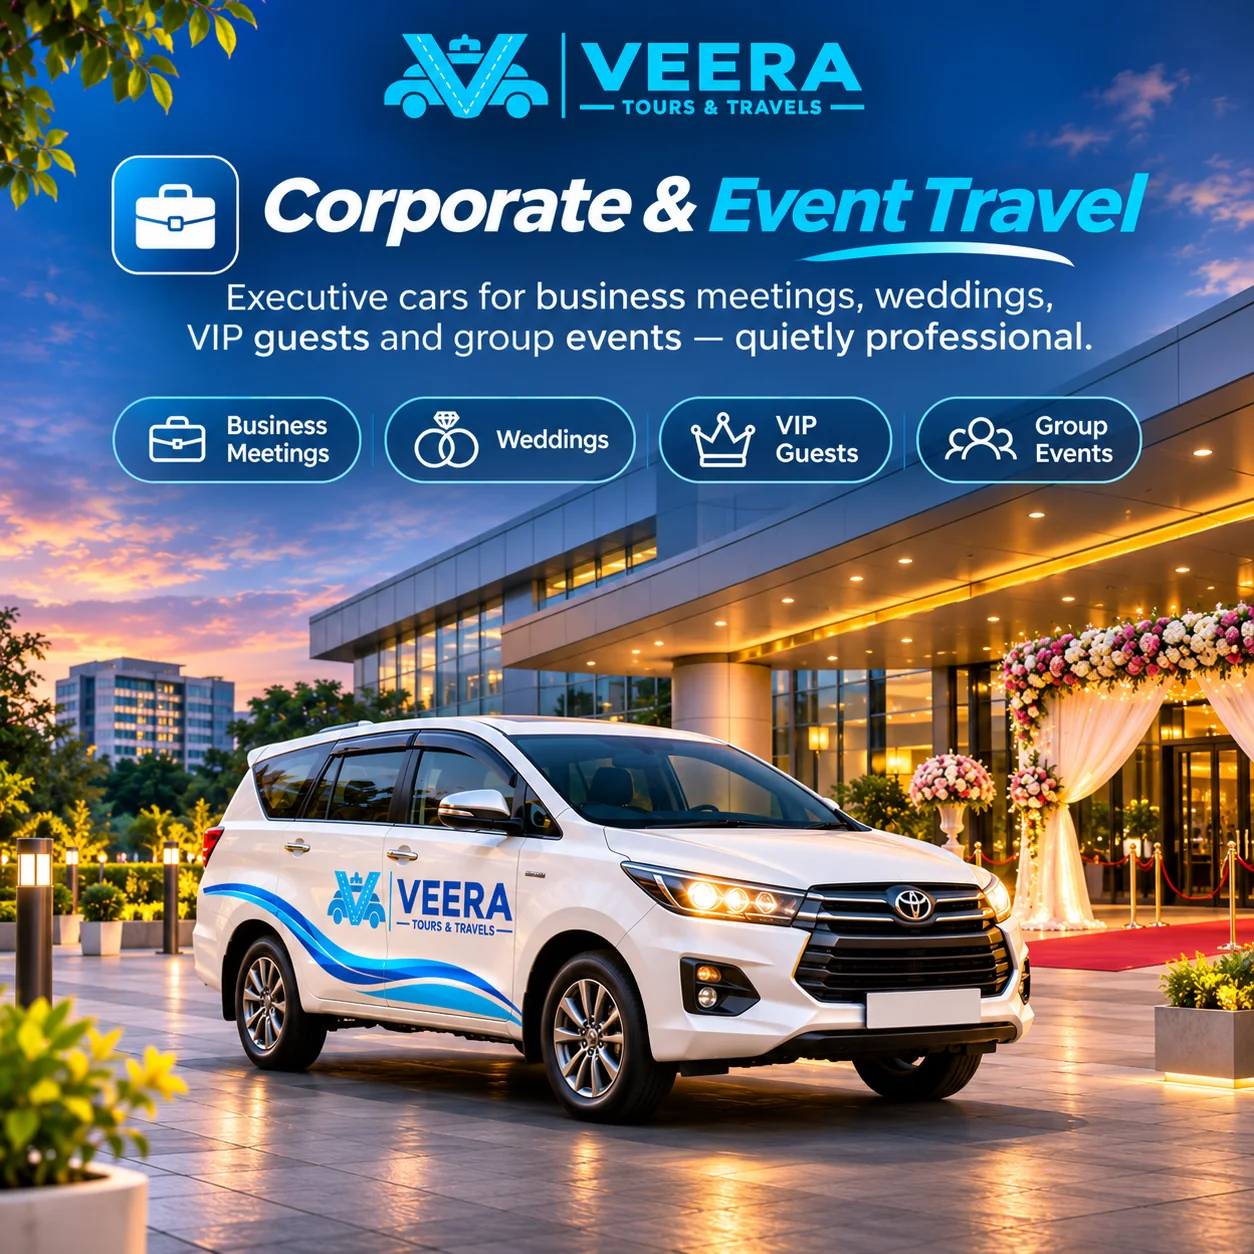 VEERA
TOURS & TRAVELS
Corporate & Event Travel
Executive cars for business meetings, weddings,
VIP guests and group events — quietly professional.
Business
Meetings
Weddings
VIP
Guests
Group
Events
VEERA
TOURS & TRAVELS